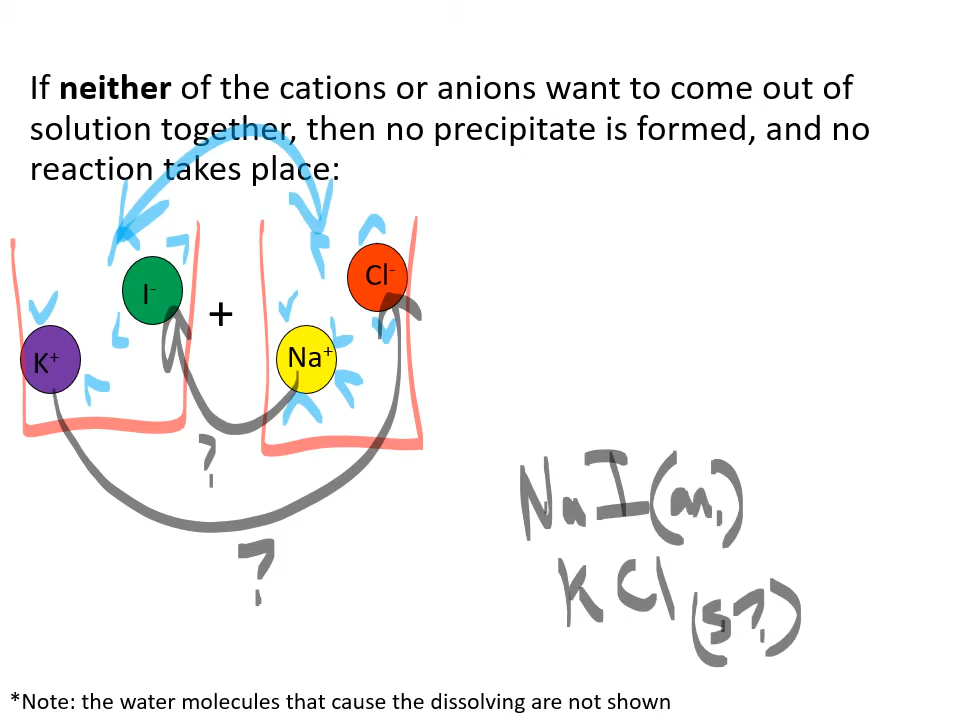 If neither of the cations or anions want to come out of
solution together, then no precipitate is formed, and no
reaction takes place:
I⁻
+
Cl⁻
K⁺
Na⁺
?
?
NaI
KCl (s?)
*Note: the water molecules that cause the dissolving are not shown